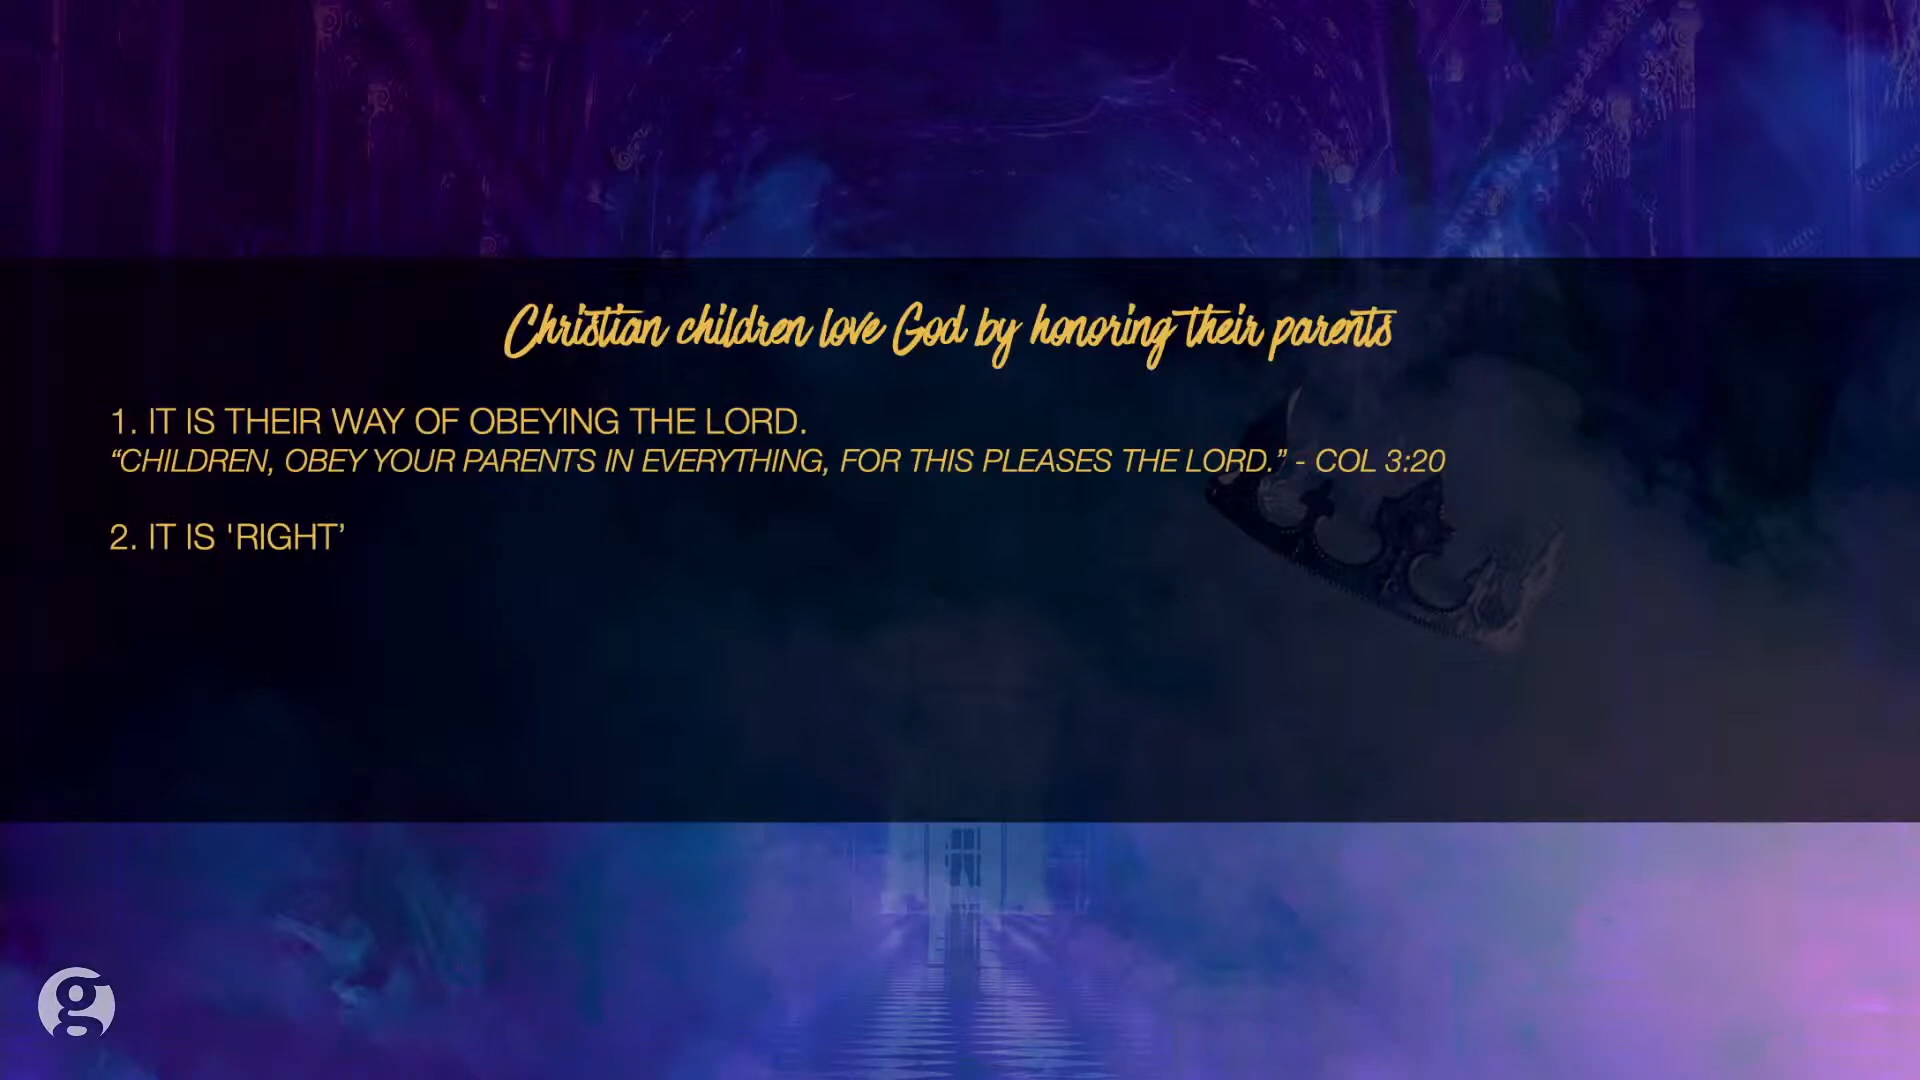 Christian children love God by honoring their parents
1. IT IS THEIR WAY OF OBEYING THE LORD.
“CHILDREN, OBEY YOUR PARENTS IN EVERYTHING, FOR THIS PLEASES THE LORD.” - COL 3:20
2. IT IS 'RIGHT’
g